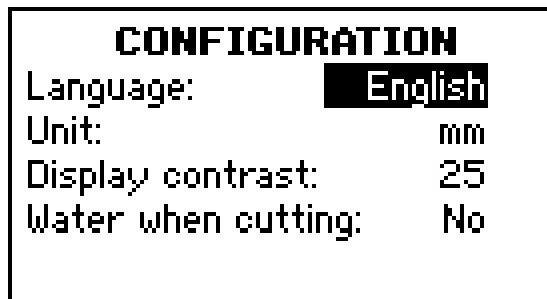 CONFIGURATION
Language: English
Unit: mm
Display contrast: 25
Water when cutting: No